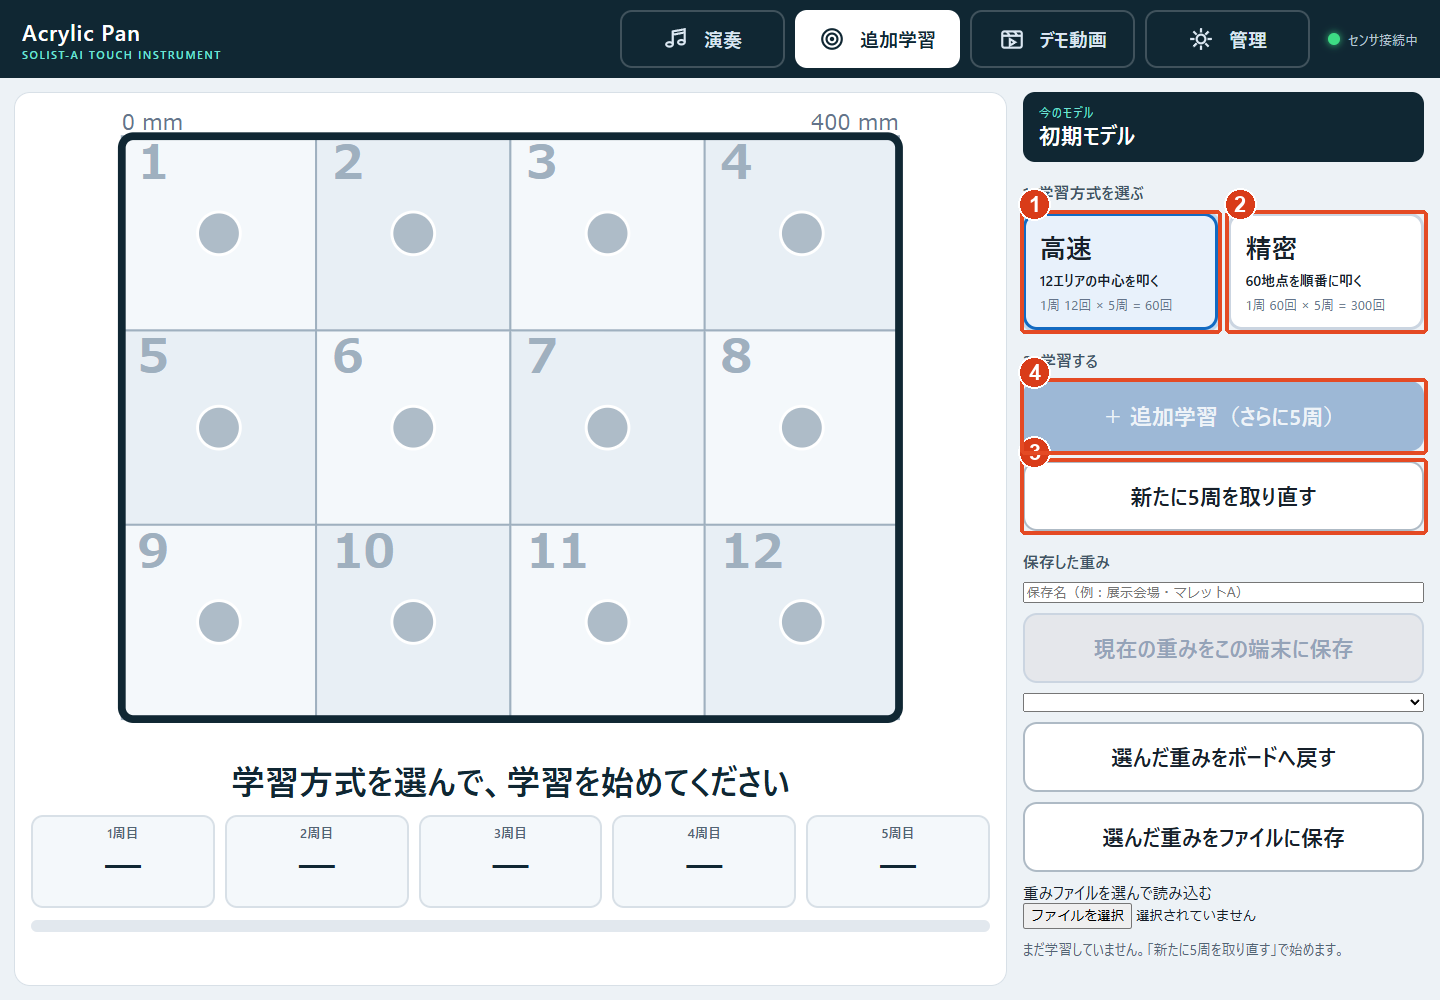 Acrylic Pan
SOLIST-AI TOUCH INSTRUMENT
演奏
追加学習
デモ動画
管理
センサ接続中
0 mm
400 mm
1
2
3
4
5
6
7
8
9
10
11
12
学習方式を選んで、学習を始めてください
1周目
—
2周目
—
3周目
—
4周目
—
5周目
—
今のモデル
初期モデル
学習方式を選ぶ
1
高速
12エリアの中心を叩く
1周 12回 × 5周 = 60回
2
精密
60地点を順番に叩く
1周 60回 × 5周 = 300回
学習する
4
＋ 追加学習（さらに5周）
3
新たに5周を取り直す
保存した重み
保存名（例：展示会場・マレットA）
現在の重みをこの端末に保存
選んだ重みをボードへ戻す
選んだ重みをファイルに保存
重みファイルを選んで読み込む
ファイルを選択 選択されていません
まだ学習していません。「新たに5周を取り直す」で始めます。